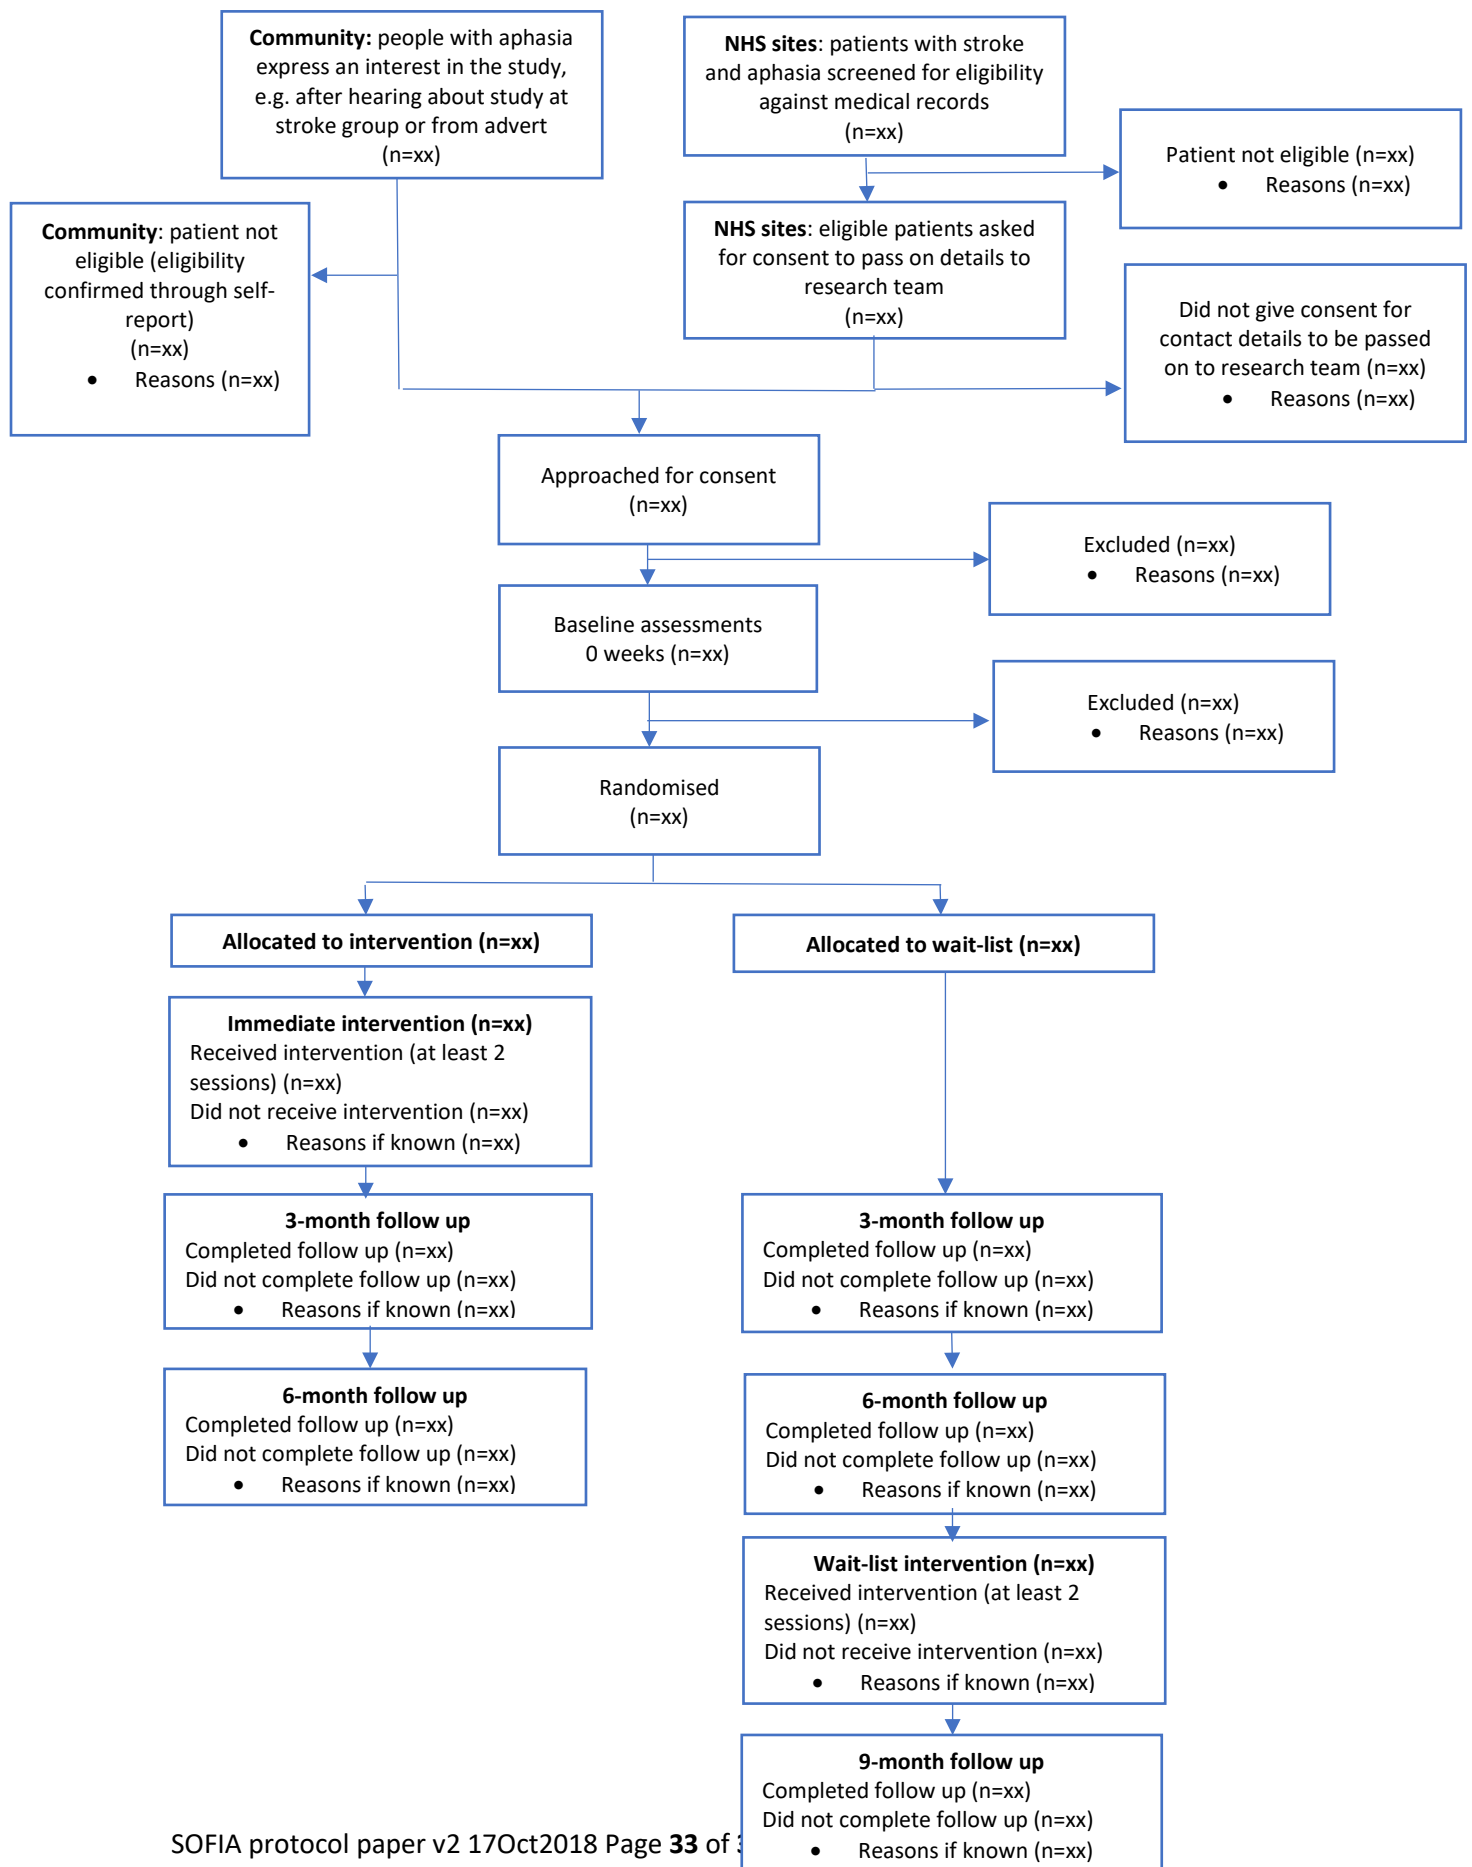 Community: people with aphasia
express an interest in the study,
e.g. after hearing about study at
stroke group or from advert
(n=xx)
NHS sites: patients with stroke
and aphasia screened for eligibility
against medical records
(n=xx)
Patient not eligible (n=xx)
• Reasons (n=xx)
Community: patient not
eligible (eligibility
confirmed through self-
report)
(n=xx)
• Reasons (n=xx)
NHS sites: eligible patients asked
for consent to pass on details to
research team
(n=xx)
Did not give consent for
contact details to be passed
on to research team (n=xx)
• Reasons (n=xx)
Approached for consent
(n=xx)
Excluded (n=xx)
• Reasons (n=xx)
Baseline assessments
0 weeks (n=xx)
Excluded (n=xx)
• Reasons (n=xx)
Randomised
(n=xx)
Allocated to intervention (n=xx)
Allocated to wait-list (n=xx)
Immediate intervention (n=xx)
Received intervention (at least 2
sessions) (n=xx)
Did not receive intervention (n=xx)
• Reasons if known (n=xx)
3-month follow up
Completed follow up (n=xx)
Did not complete follow up (n=xx)
• Reasons if known (n=xx)
3-month follow up
Completed follow up (n=xx)
Did not complete follow up (n=xx)
• Reasons if known (n=xx)
6-month follow up
Completed follow up (n=xx)
Did not complete follow up (n=xx)
• Reasons if known (n=xx)
6-month follow up
Completed follow up (n=xx)
Did not complete follow up (n=xx)
• Reasons if known (n=xx)
Wait-list intervention (n=xx)
Received intervention (at least 2
sessions) (n=xx)
Did not receive intervention (n=xx)
• Reasons if known (n=xx)
9-month follow up
Completed follow up (n=xx)
Did not complete follow up (n=xx)
• Reasons if known (n=xx)
SOFIA protocol paper v2 17Oct2018 Page 33 of